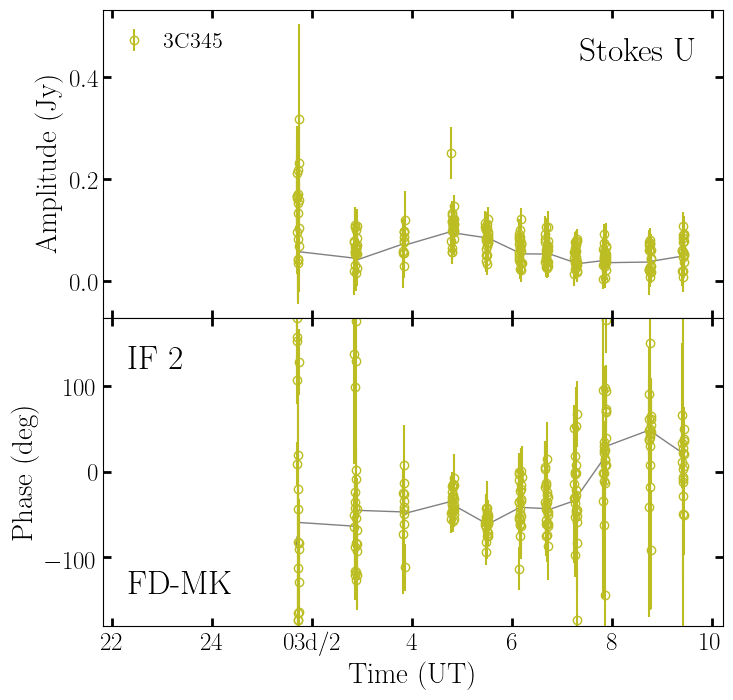 3C345
Stokes U
0.4
0.2
0.0
Amplitude (Jy)
IF 2
100
0
−100
Phase (deg)
FD-MK
22 24 03d/2 4 6 8 10
Time (UT)